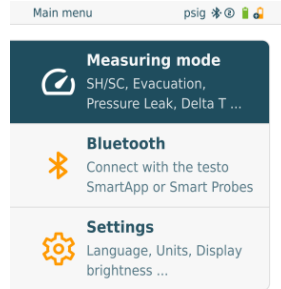 Main menu psig
Measuring mode
SH/SC, Evacuation,
Pressure Leak, Delta T ...
Bluetooth
Connect with the testo
SmartApp or Smart Probes
Settings
Language, Units, Display
brightness ...